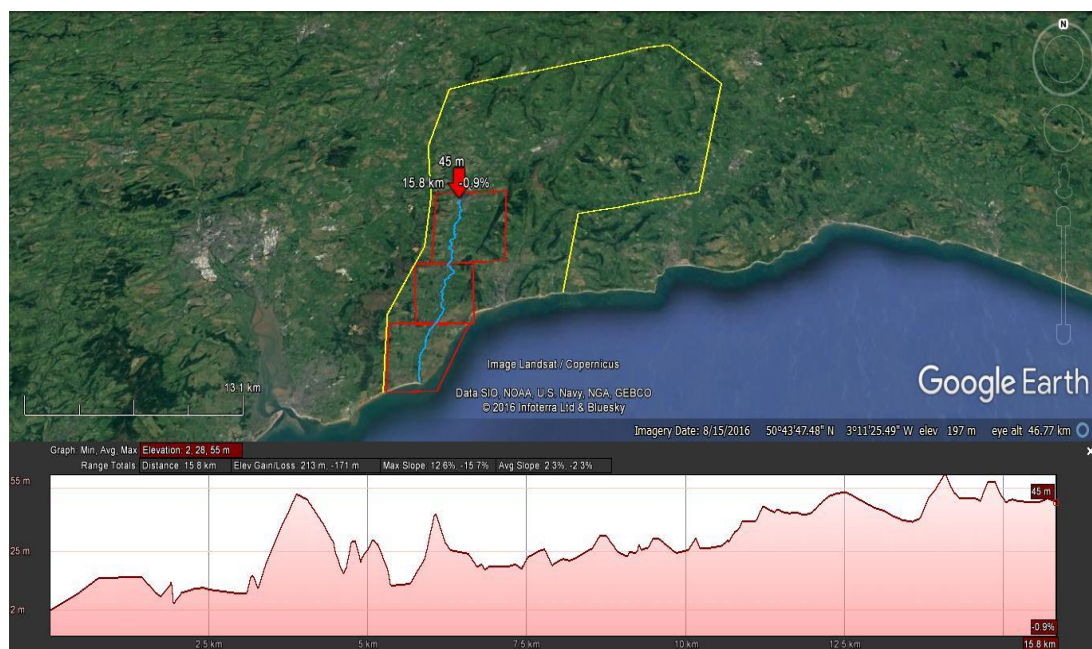 N
45 m
15.8 km -0.9%
13.1 km
Image Landsat / Copernicus
Data SIO, NOAA, U.S. Navy, NGA, GEBCO
© 2016 Infoterra Ltd & Bluesky
Google Earth
Imagery Date: 8/15/2016 50°43'47.48" N 3°11'25.49" W elev 197 m eye alt 46.77 km
Graph: Min, Avg, Max Elevation: 2, 28, 55 m
Range Totals Distance: 15.8 km Elev Gain/Loss: 213 m, -171 m Max Slope: 12.6%, -15.7% Avg Slope: 2.3%, -2.3%
55 m
45 m
25 m
2 m
-0.9%
2.5 km 5 km 7.5 km 10 km 12.5 km 15.8 km